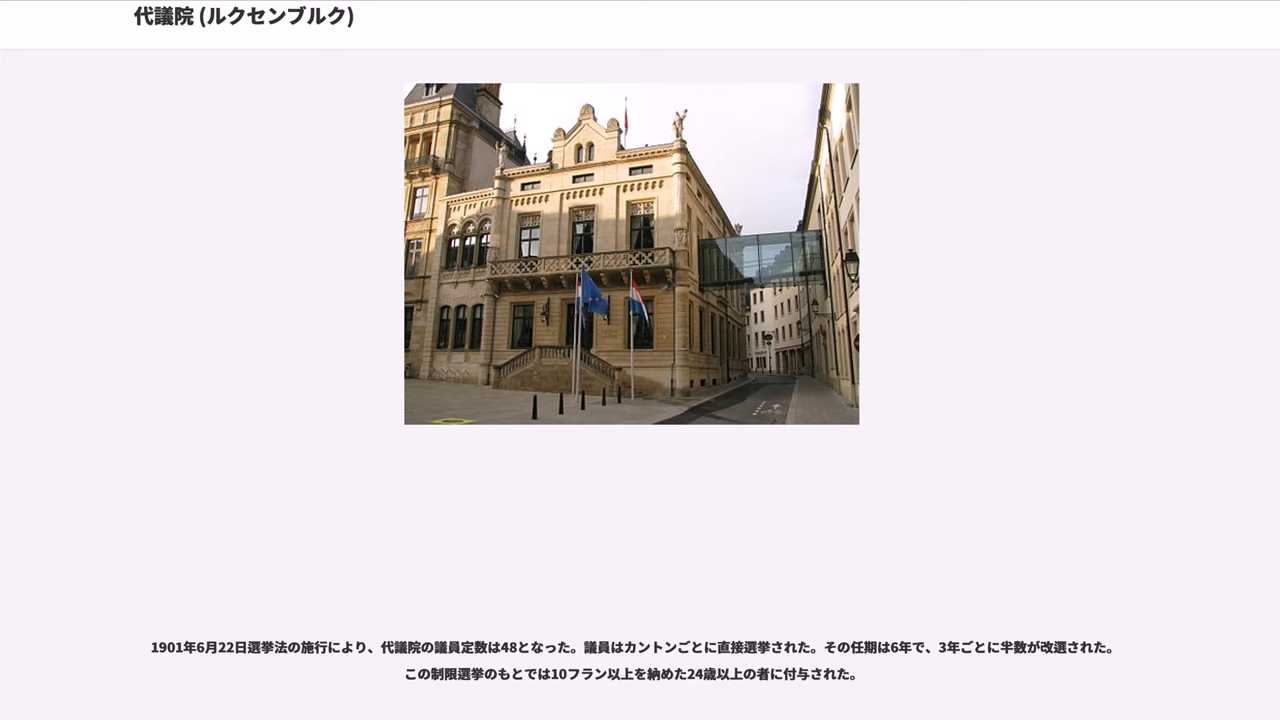 代議院 (ルクセンブルク)
1901年6月22日選挙法の施行により、代議院の議員定数は48となった。議員はカントンごとに直接選挙された。その任期は6年で、3年ごとに半数が改選された。
この制限選挙のもとでは10フラン以上を納めた24歳以上の者に付与された。